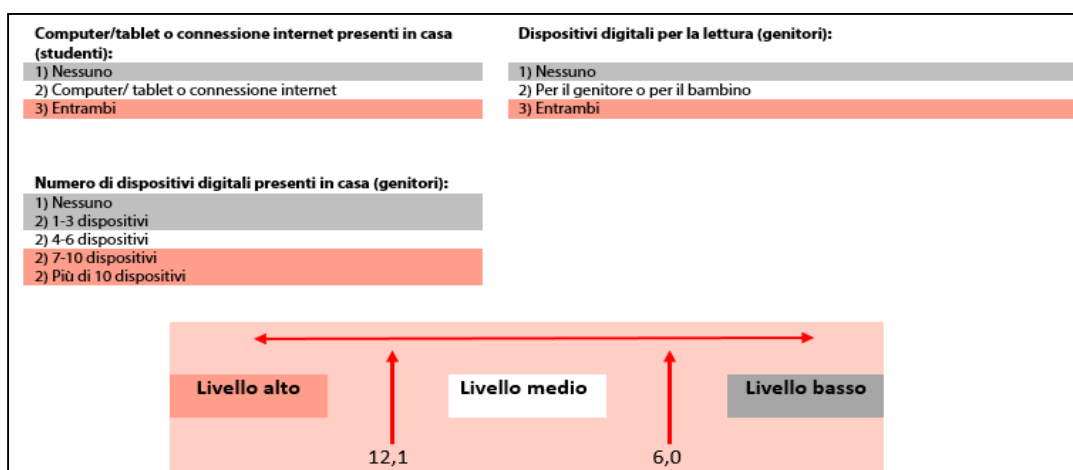 Computer/tablet o connessione internet presenti in casa
(studenti):
1) Nessuno
2) Computer/ tablet o connessione internet
3) Entrambi
Dispositivi digitali per la lettura (genitori):
1) Nessuno
2) Per il genitore o per il bambino
3) Entrambi
Numero di dispositivi digitali presenti in casa (genitori):
1) Nessuno
2) 1-3 dispositivi
2) 4-6 dispositivi
2) 7-10 dispositivi
2) Più di 10 dispositivi
Livello alto
Livello medio
Livello basso
12,1
6,0